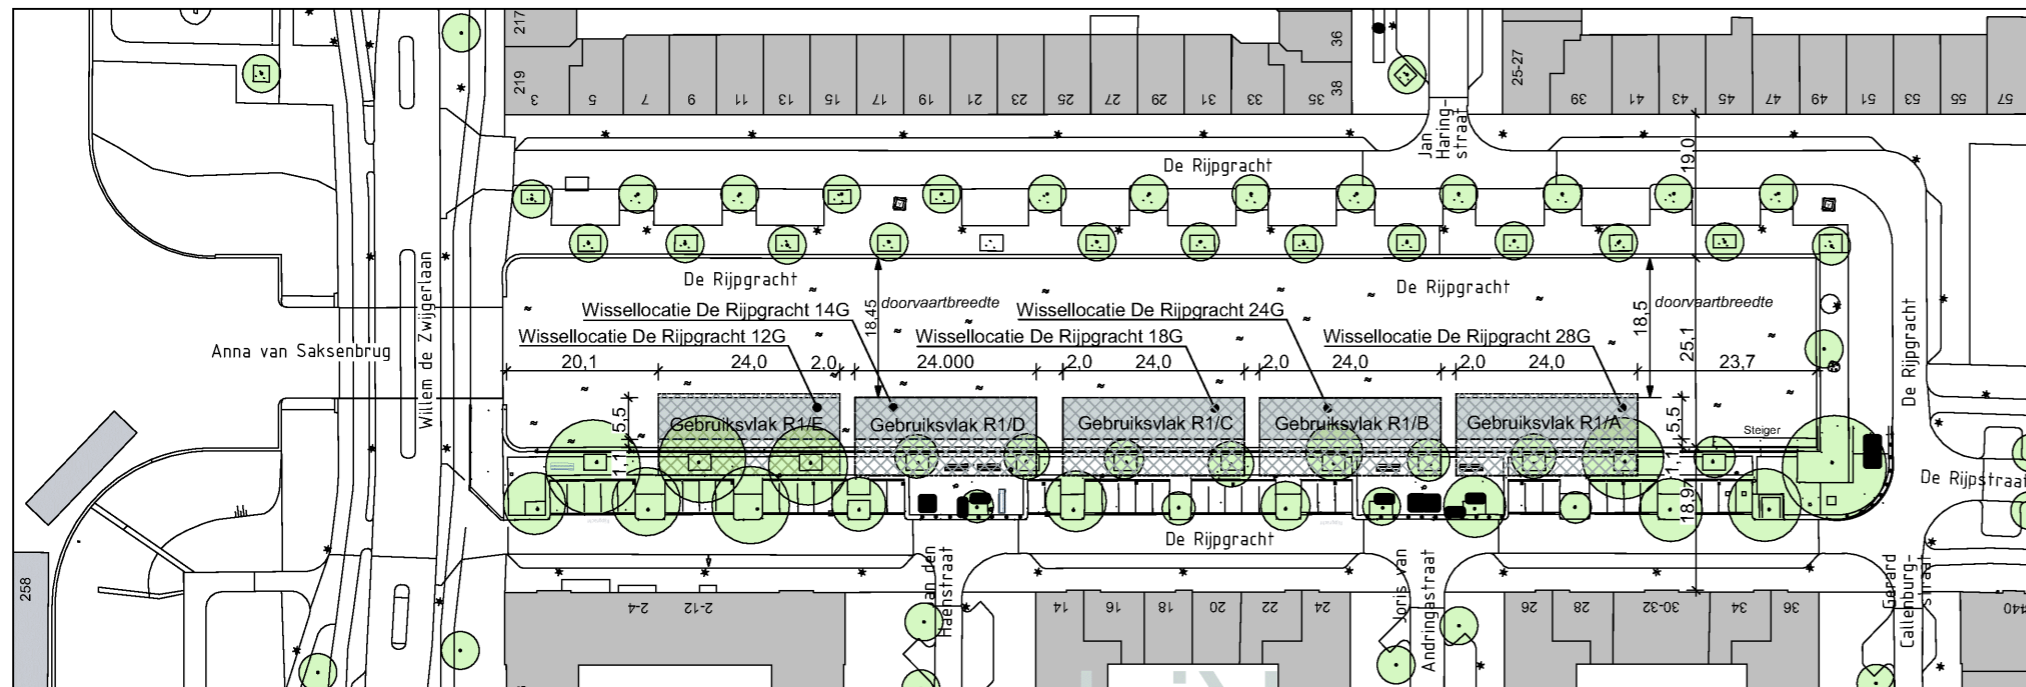 217
219
3
5
7
9
11
13
15
17
19
21
23
25
27
29
31
33
35
36
38
25-27
39
41
43
45
47
49
51
53
55
57
Jan
Haring-
straat
De Rijpgracht
19,0
De Rijpgracht
De Rijpgracht
Wissellocatie De Rijpgracht 14G
18,45
doorvaartbreedte
Wissellocatie De Rijpgracht 24G
18,5
doorvaartbreedte
Wissellocatie De Rijpgracht 12G
Wissellocatie De Rijpgracht 18G
Wissellocatie De Rijpgracht 28G
25,1
Anna van Saksenbrug
Willem de Zwijgerlaan
De Rijpgracht
20,1
24,0
2,0
24.000
2,0
24,0
2,0
24,0
2,0
24,0
23,7
5,5
Gebruiksvlak R1/E
Gebruiksvlak R1/D
Gebruiksvlak R1/C
Gebruiksvlak R1/B
Gebruiksvlak R1/A
5,5
Steiger
1,1
1,1
De Rijpstraat
18,97
De Rijpgracht
258
2-4
2-12
Haenstraat
14
16
18
20
22
24
Joris van
Andringastraat
26
28
30-32
34
36
Gerard
Callenburg-
straat